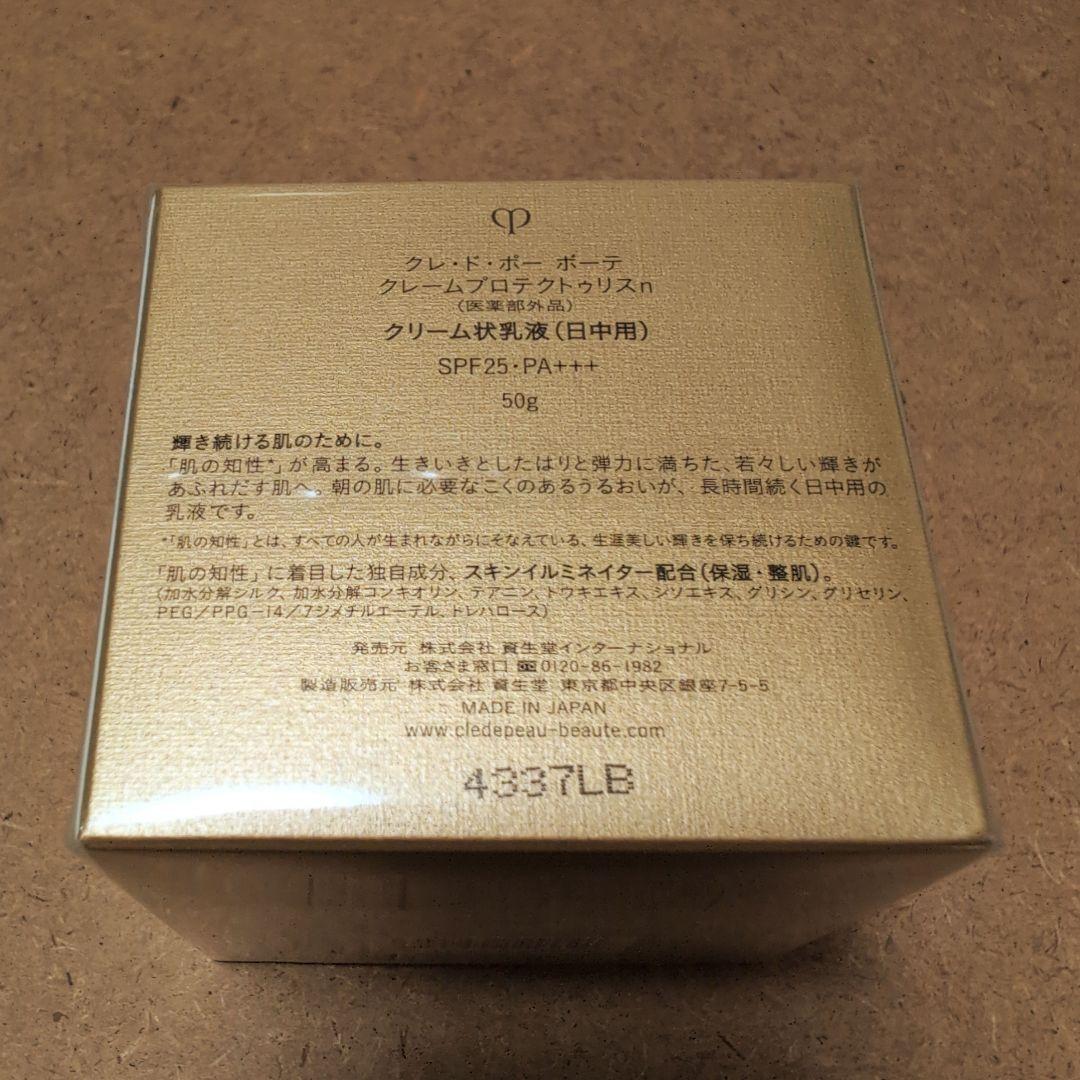 クレ・ド・ポー ボーテ
クレームプロテクトゥリスn
(医薬部外品)
クリーム状乳液(日中用)
SPF25・PA+++
50g
輝き続ける肌のために。
「肌の知性*」が高まる。生きいきとしたはりと弾力に満ちた、若々しい輝きが
あふれだす肌へ。朝の肌に必要なこくのあるうるおいが、長時間続く日中用の
乳液です。
*「肌の知性」とは、すべての人が生まれながらにそなえている、生涯美しい輝きを保ち続けるための鍵です。
「肌の知性」に着目した独自成分、スキンイルミネイター配合(保湿・整肌)。
(加水分解シルク、加水分解コンキオリン、テアニン、トウキエキス、シソエキス、グリシン、グリセリン、
PEG/PPG-14/7ジメチルエーテル、トレハロース)
発売元 株式会社 資生堂インターナショナル
お客さま窓口 0120-86-1982
製造販売元 株式会社 資生堂 東京都中央区銀座7-5-5
MADE IN JAPAN
www.cledepeau-beaute.com
4337LB